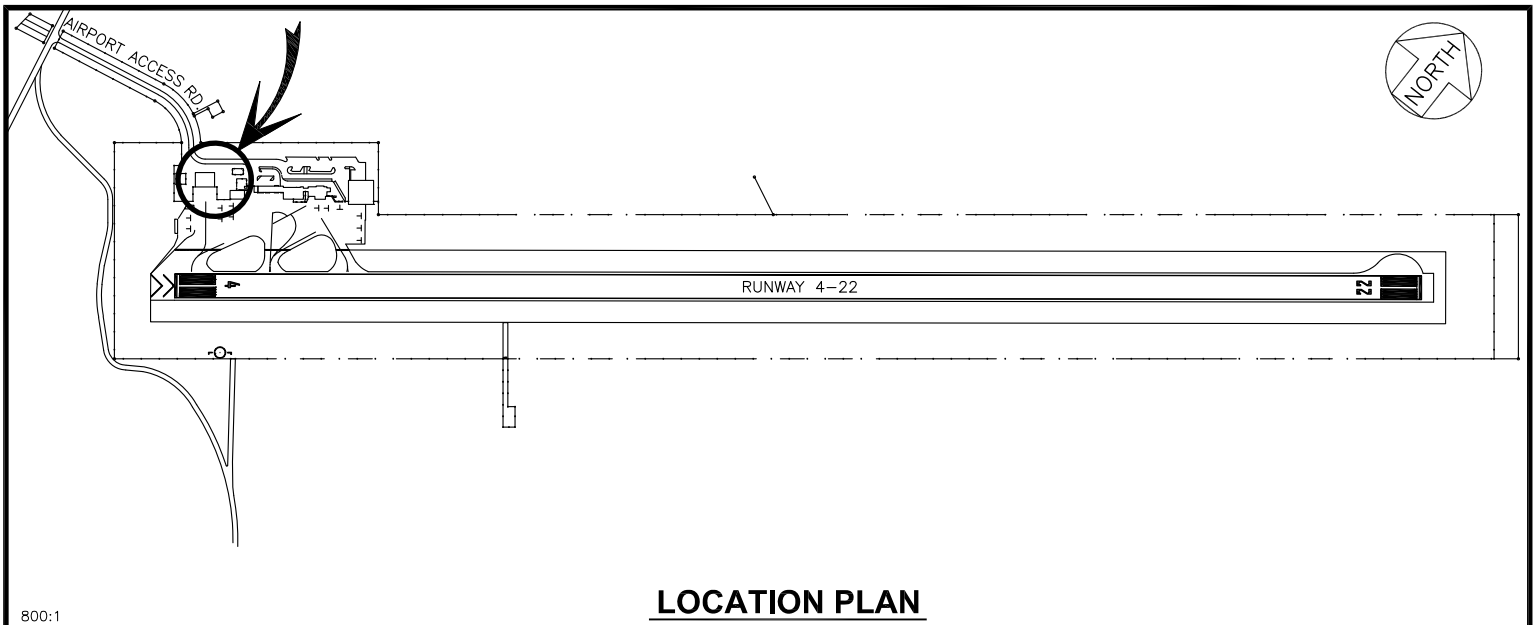 AIRPORT ACCESS RD.
NORTH
4
RUNWAY 4-22
22
LOCATION PLAN
800:1